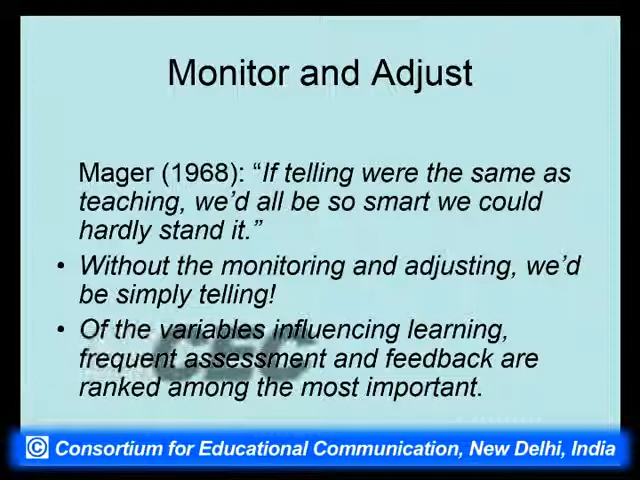 Monitor and Adjust
Mager (1968): “If telling were the same as
teaching, we’d all be so smart we could
hardly stand it.”
• Without the monitoring and adjusting, we’d
be simply telling!
• Of the variables influencing learning,
frequent assessment and feedback are
ranked among the most important.
CEC
© Consortium for Educational Communication, New Delhi, India